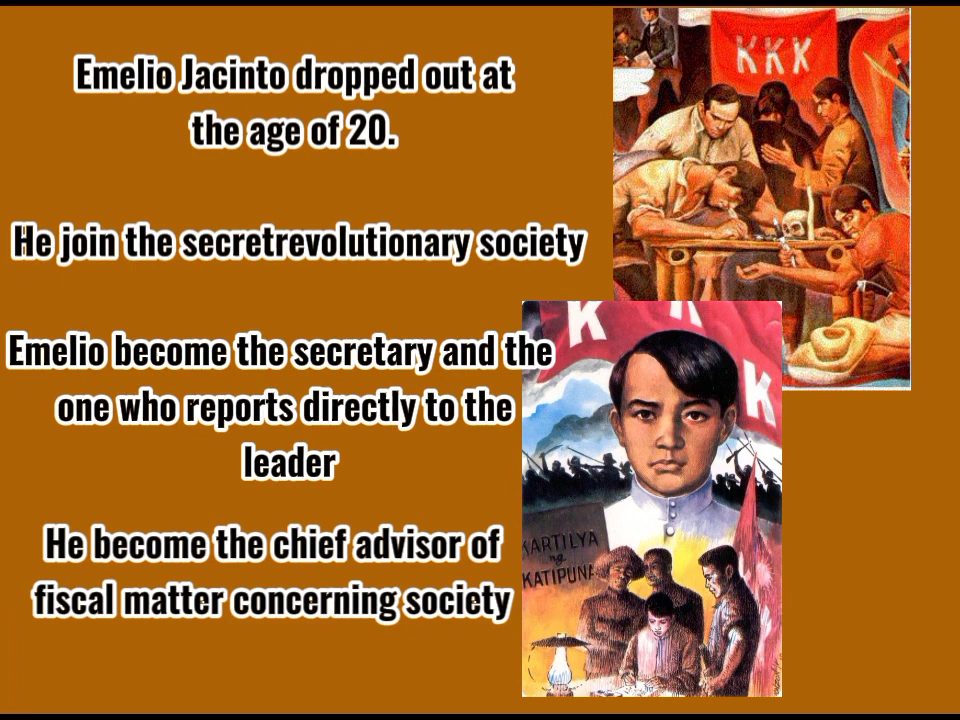 Emelio Jacinto dropped out at
the age of 20.
He join the secretrevolutionary society
Emelio become the secretary and the
one who reports directly to the
leader
He become the chief advisor of
fiscal matter concerning society
KKK
K K K
KARTILYA
ng
KATIPUNA